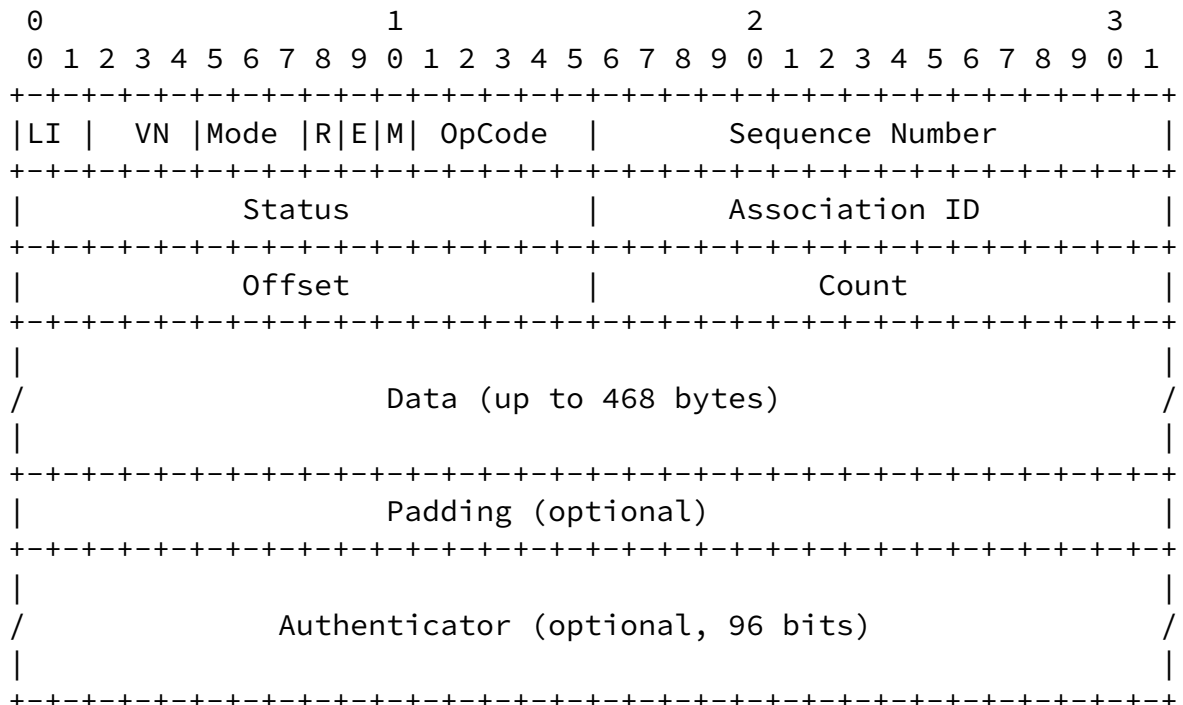 0                   1                   2                   3
 0 1 2 3 4 5 6 7 8 9 0 1 2 3 4 5 6 7 8 9 0 1 2 3 4 5 6 7 8 9 0 1
+-+-+-+-+-+-+-+-+-+-+-+-+-+-+-+-+-+-+-+-+-+-+-+-+-+-+-+-+-+-+-+-+
|LI |  VN |Mode |R|E|M| OpCode  |       Sequence Number         |
+-+-+-+-+-+-+-+-+-+-+-+-+-+-+-+-+-+-+-+-+-+-+-+-+-+-+-+-+-+-+-+-+
|            Status             |       Association ID          |
+-+-+-+-+-+-+-+-+-+-+-+-+-+-+-+-+-+-+-+-+-+-+-+-+-+-+-+-+-+-+-+-+
|            Offset             |            Count              |
+-+-+-+-+-+-+-+-+-+-+-+-+-+-+-+-+-+-+-+-+-+-+-+-+-+-+-+-+-+-+-+-+
|                                                               |
/                    Data (up to 468 bytes)                     /
|                                                               |
+-+-+-+-+-+-+-+-+-+-+-+-+-+-+-+-+-+-+-+-+-+-+-+-+-+-+-+-+-+-+-+-+
|                    Padding (optional)                         |
+-+-+-+-+-+-+-+-+-+-+-+-+-+-+-+-+-+-+-+-+-+-+-+-+-+-+-+-+-+-+-+-+
|                                                               |
/              Authenticator (optional, 96 bits)                /
|                                                               |
+-+-+-+-+-+-+-+-+-+-+-+-+-+-+-+-+-+-+-+-+-+-+-+-+-+-+-+-+-+-+-+-+